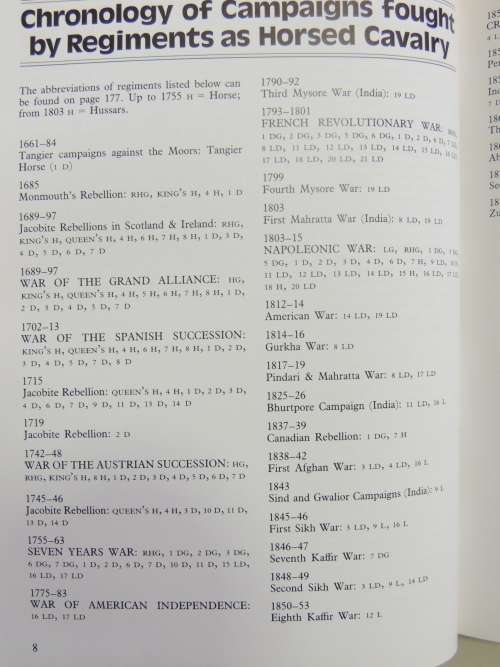 Chronology of Campaigns fought
by Regiments as Horsed Cavalry
The abbreviations of regiments listed below can
be found on page 177. Up to 1755 H = Horse;
from 1803 H = Hussars.
1661–84
Tangier campaigns against the Moors: Tangier
Horse (1 D)
1685
Monmouth's Rebellion: RHG, KING'S H, 4 H, 1 D
1689–97
Jacobite Rebellions in Scotland & Ireland: RHG,
KING'S H, QUEEN'S H, 4 H, 6 H, 7 H, 8 H, 1 D, 3 D,
4 D, 5 D, 6 D, 7 D
1689–97
WAR OF THE GRAND ALLIANCE: HG,
KING'S H, QUEEN'S H, 4 H, 5 H, 6 H, 7 H, 8 H, 1 D,
2 D, 3 D, 4 D, 5 D, 7 D
1702–13
WAR OF THE SPANISH SUCCESSION:
KING'S H, QUEEN'S H, 4 H, 6 H, 7 H, 8 H, 1 D, 2 D,
3 D, 4 D, 5 D, 7 D, 8 D
1715
Jacobite Rebellion: QUEEN'S H, 4 H, 1 D, 2 D, 3 D,
4 D, 6 D, 7 D, 9 D, 11 D, 13 D, 14 D
1719
Jacobite Rebellion: 2 D
1742–48
WAR OF THE AUSTRIAN SUCCESSION: HG,
RHG, KING'S H, 8 H, 1 D, 2 D, 3 D, 4 D, 5 D, 6 D, 7 D
1745–46
Jacobite Rebellion: QUEEN'S H, 4 H, 3 D, 10 D, 11 D,
13 D, 14 D
1755–63
SEVEN YEARS WAR: RHG, 1 DG, 2 DG, 3 DG,
6 DG, 7 DG, 1 D, 2 D, 6 D, 7 D, 10 D, 11 D, 15 LD,
16 LD, 17 LD
1775–83
WAR OF AMERICAN INDEPENDENCE:
16 LD, 17 LD
8
1790–92
Third Mysore War (India): 19 LD
1793–1801
FRENCH REVOLUTIONARY WAR:
1 DG, 2 DG, 3 DG, 5 DG, 6 DG, 1 D, 2 D, 6 D, 7
8 LD, 11 LD, 12 LD, 13 LD, 14 LD, 15 LD, 16
17 LD, 18 LD, 20 LD, 21 LD
1799
Fourth Mysore War: 19 LD
1803
First Mahratta War (India): 8 LD, 19 LD
1803–15
NAPOLEONIC WAR: LG, RHG, 1 DG, 3
5 DG, 1 D, 2 D, 3 D, 4 D, 6 D, 7 H, 9 LD, 10
11 LD, 12 LD, 13 LD, 14 LD, 15 H, 16 LD, 17
18 H, 20 LD
1812–14
American War: 14 LD, 19 LD
1814–16
Gurkha War: 8 LD
1817–19
Pindari & Mahratta War: 8 LD, 17 LD
1825–26
Bhurtpore Campaign (India): 11 LD, 16 L
1837–39
Canadian Rebellion: 1 DG, 7 H
1838–42
First Afghan War: 3 LD, 4 LD, 16 L
1843
Sind and Gwalior Campaigns (India): 9 L
1845–46
First Sikh War: 3 LD, 9 L, 16 L
1846–47
Seventh Kaffir War: 7 DG
1848–49
Second Sikh War: 3 LD, 9 L, 14 LD
1850–53
Eighth Kaffir War: 12 L